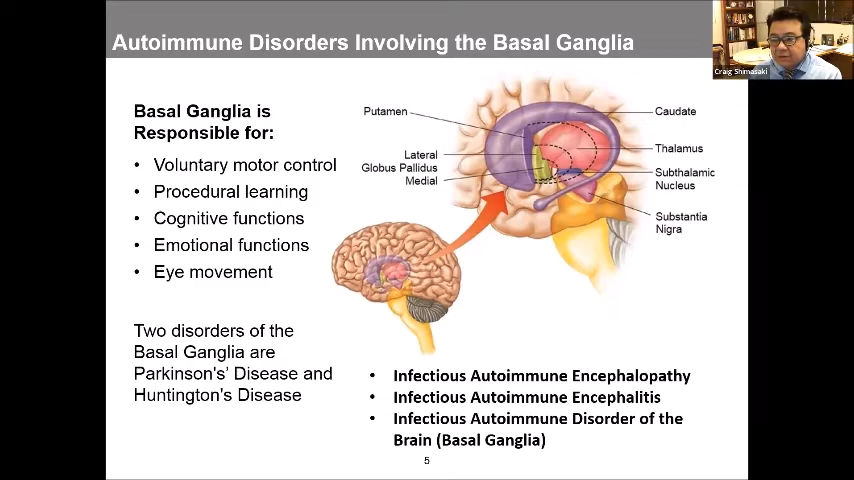 Autoimmune Disorders Involving the Basal Ganglia
Craig Shimasaki
Basal Ganglia is
Responsible for:
• Voluntary motor control
• Procedural learning
• Cognitive functions
• Emotional functions
• Eye movement
Two disorders of the
Basal Ganglia are
Parkinson's' Disease and
Huntington's Disease
Putamen
Lateral
Globus Pallidus
Medial
Caudate
Thalamus
Subthalamic
Nucleus
Substantia
Nigra
• Infectious Autoimmune Encephalopathy
• Infectious Autoimmune Encephalitis
• Infectious Autoimmune Disorder of the
Brain (Basal Ganglia)
5